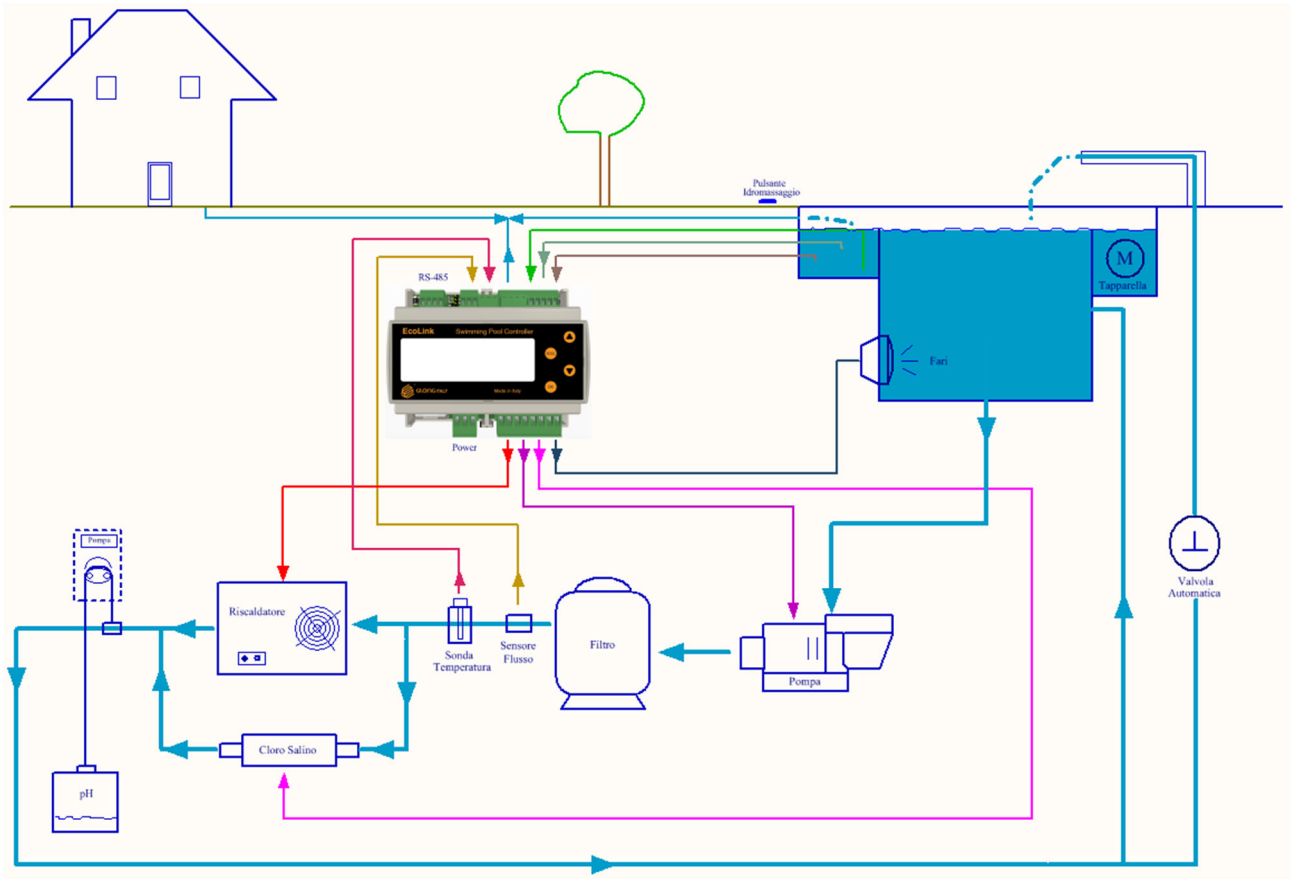 Pulsante
Idromassaggio
RS-485
M
Tapparella
EcoLink
Swimming Pool Controller
Made in Italy
Fari
Power
Pompa
Valvola
Automatica
Riscaldatore
Sonda
Temperatura
Sensore
Flusso
Filtro
Pompa
Cloro Salino
pH